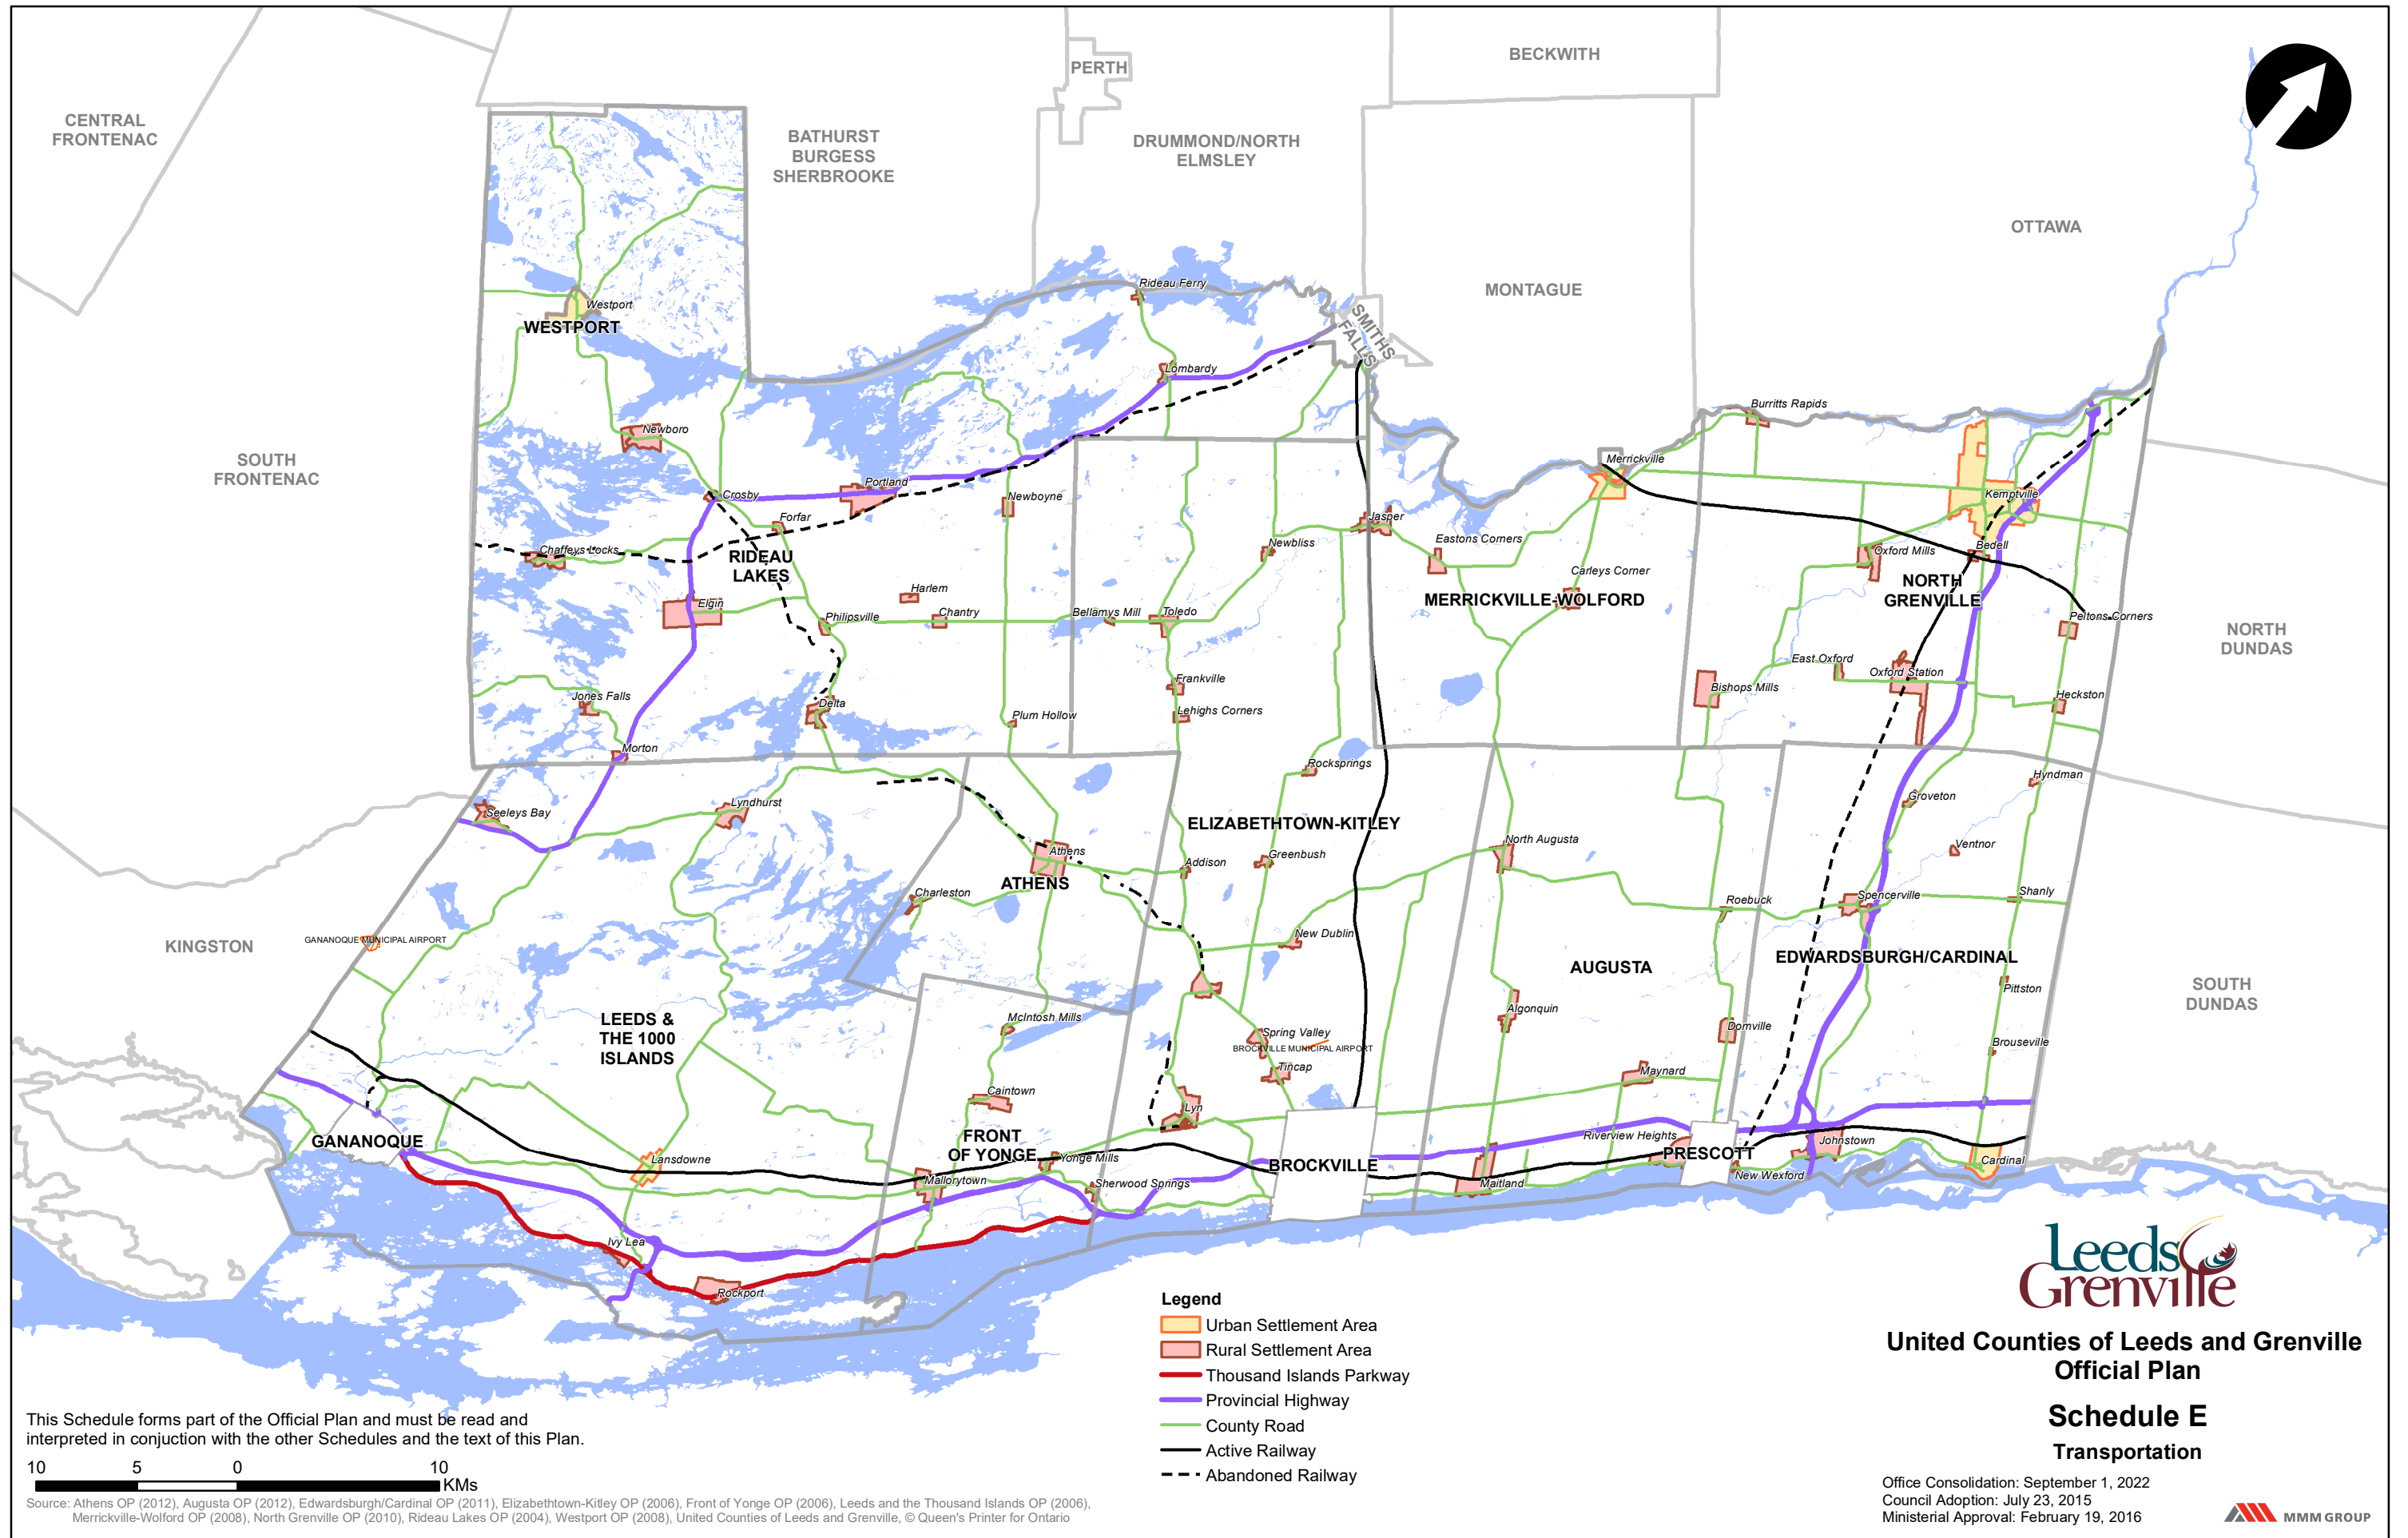 PERTH
BECKWITH
CENTRAL
FRONTENAC
BATHURST
BURGESS
SHERBROOKE
DRUMMOND/NORTH
ELMSLEY
OTTAWA
MONTAGUE
Rideau Ferry
Westport
WESTPORT
SMITHS
FALLS
Lombardy
Burritts Rapids
Newboro
SOUTH
FRONTENAC
Merrickville
Crosby
Portland
Newboyne
Kemptville
Forfar
Jasper
Chaffeys Locks
RIDEAU
LAKES
Newbliss
Eastons Corners
Oxford Mills
Bedell
Carleys Corner
MERRICKVILLE-WOLFORD
NORTH
GRENVILLE
Harlem
Elgin
Chantry
Philipsville
Bellamys Mill
Toledo
Peltons Corners
NORTH
DUNDAS
East Oxford
Oxford Station
Frankville
Bishops Mills
Jones Falls
Delta
Plum Hollow
Lehighs Corners
Heckston
Morton
Rocksprings
Hyndman
Seeleys Bay
Lyndhurst
Groveton
ELIZABETHTOWN-KITLEY
Athens
Addison
Greenbush
North Augusta
Ventnor
ATHENS
Charleston
Roebuck
Spencerville
Shanly
KINGSTON
GANANOQUE MUNICIPAL AIRPORT
New Dublin
AUGUSTA
EDWARDSBURGH/CARDINAL
Pittston
SOUTH
DUNDAS
LEEDS &
THE 1000
ISLANDS
McIntosh Mills
Algonquin
Domville
Spring Valley
BROCKVILLE MUNICIPAL AIRPORT
Brouseville
Tincap
Maynard
Caintown
Lyn
GANANOQUE
FRONT
OF YONGE
Riverview Heights
Johnstown
Lansdowne
Yonge Mills
BROCKVILLE
PRESCOTT
Cardinal
Mallorytown
Sherwood Springs
Maitland
New Wexford
Ivy Lea
Rockport
Leeds
Grenville
Legend
Urban Settlement Area
Rural Settlement Area
Thousand Islands Parkway
Provincial Highway
County Road
Active Railway
Abandoned Railway
United Counties of Leeds and Grenville
Official Plan
Schedule E
Transportation
This Schedule forms part of the Official Plan and must be read and
interpreted in conjuction with the other Schedules and the text of this Plan.
10 5 0 10
KMs
Source: Athens OP (2012), Augusta OP (2012), Edwardsburgh/Cardinal OP (2011), Elizabethtown-Kitley OP (2006), Front of Yonge OP (2006), Leeds and the Thousand Islands OP (2006),
Merrickville-Wolford OP (2008), North Grenville OP (2010), Rideau Lakes OP (2004), Westport OP (2008), United Counties of Leeds and Grenville, © Queen's Printer for Ontario
Office Consolidation: September 1, 2022
Council Adoption: July 23, 2015
Ministerial Approval: February 19, 2016
MMM GROUP